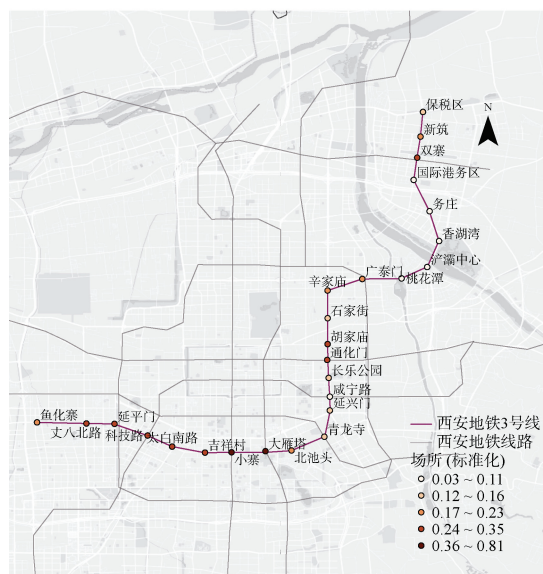 保税区
N
新筑
双寨
国际港务区
务庄
香湖湾
浐灞中心
广泰门
桃花潭
辛家庙
石家街
胡家庙
通化门
长乐公园
咸宁路
延兴门
鱼化寨
延平门
丈八北路
科技路
太白南路
吉祥村
大雁塔
青龙寺
小寨
北池头
西安地铁3号线
西安地铁线路
场所 (标准化)
0.03 ~ 0.11
0.12 ~ 0.16
0.17 ~ 0.23
0.24 ~ 0.35
0.36 ~ 0.81